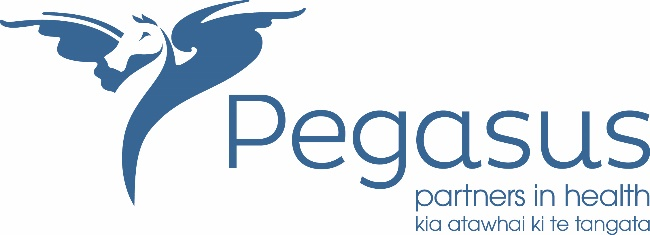 Pegasus
partners in health
kia atawhai ki te tangata